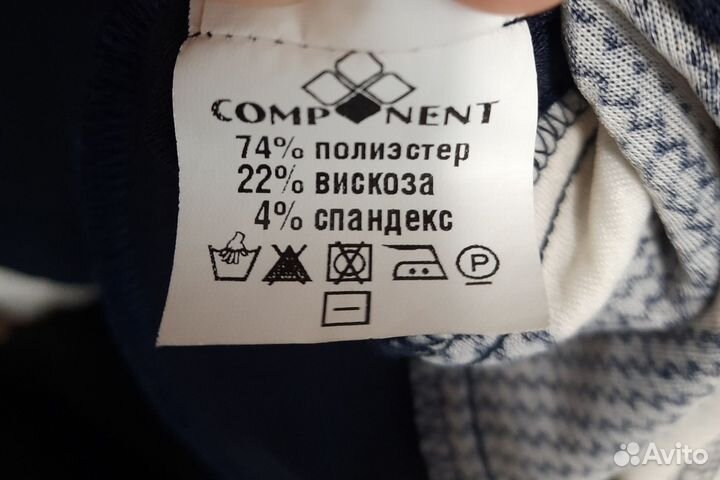 COMPONENT
74% полиэстер
22% вискоза
4% спандекс
P
Avito